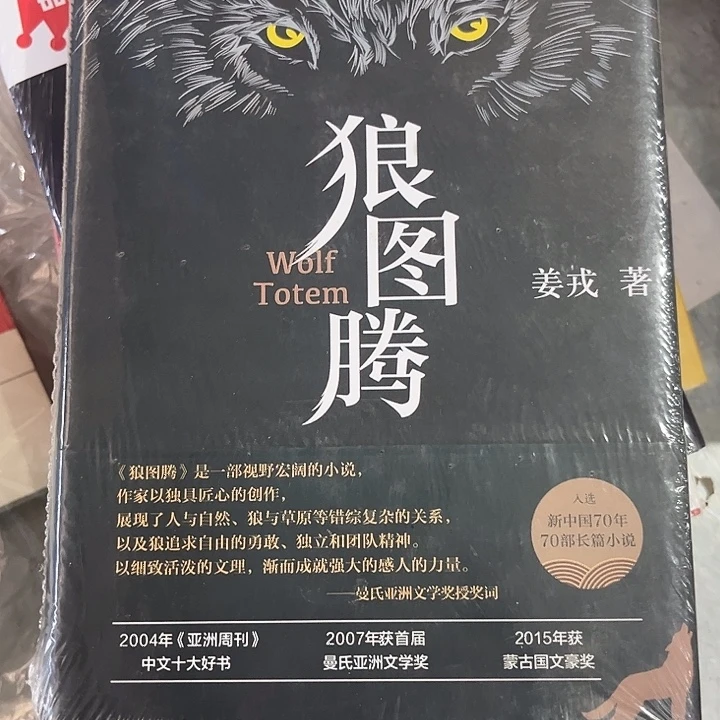 狼图腾
Wolf
Totem
姜戎 著
《狼图腾》是一部视野宏阔的小说，
作家以独具匠心的创作，
展现了人与自然、狼与草原等错综复杂的关系，
以及狼追求自由的勇敢、独立和团队精神。
以细致活泼的文理，渐而成就强大的感人的力量。
——曼氏亚洲文学奖授奖词
入选
新中国70年
70部长篇小说
2004年《亚洲周刊》
中文十大好书
2007年获首届
曼氏亚洲文学奖
2015年获
蒙古国文豪奖